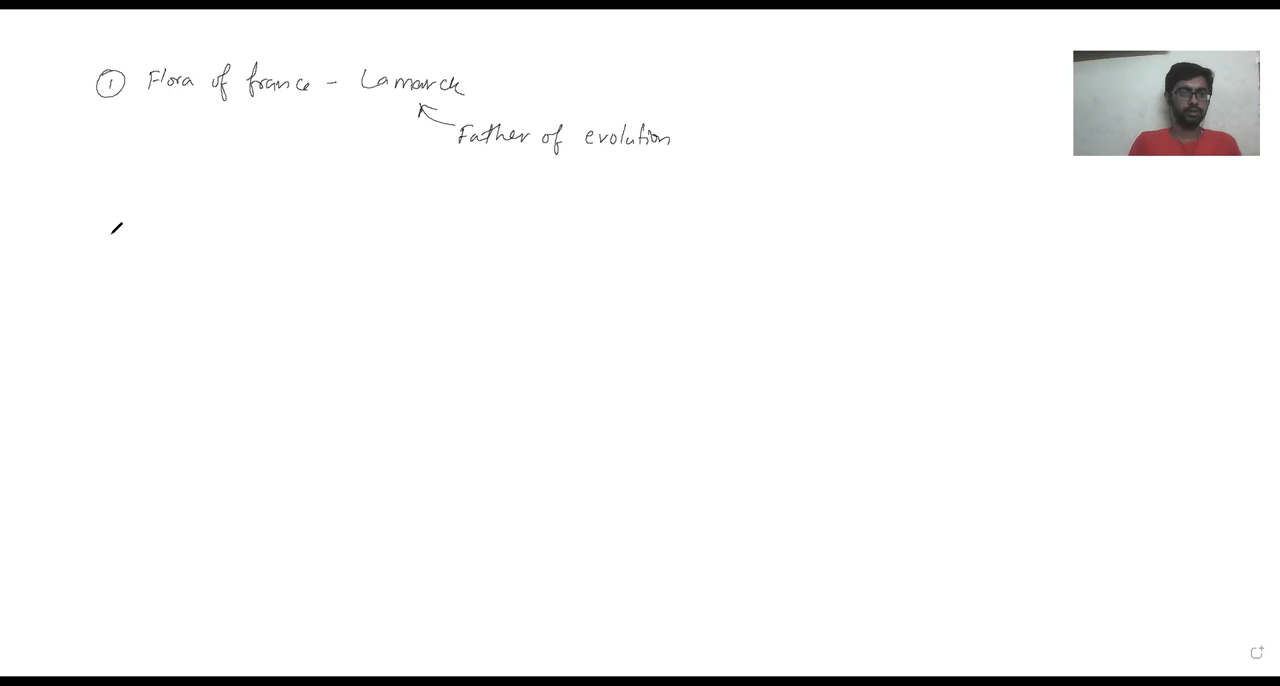 ① Flora of france - Lamarck
Father of evolution